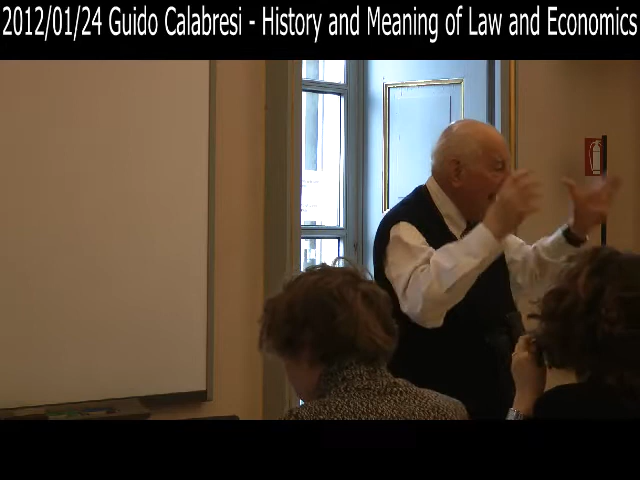 2012/01/24 Guido Calabresi - History and Meaning of Law and Economics